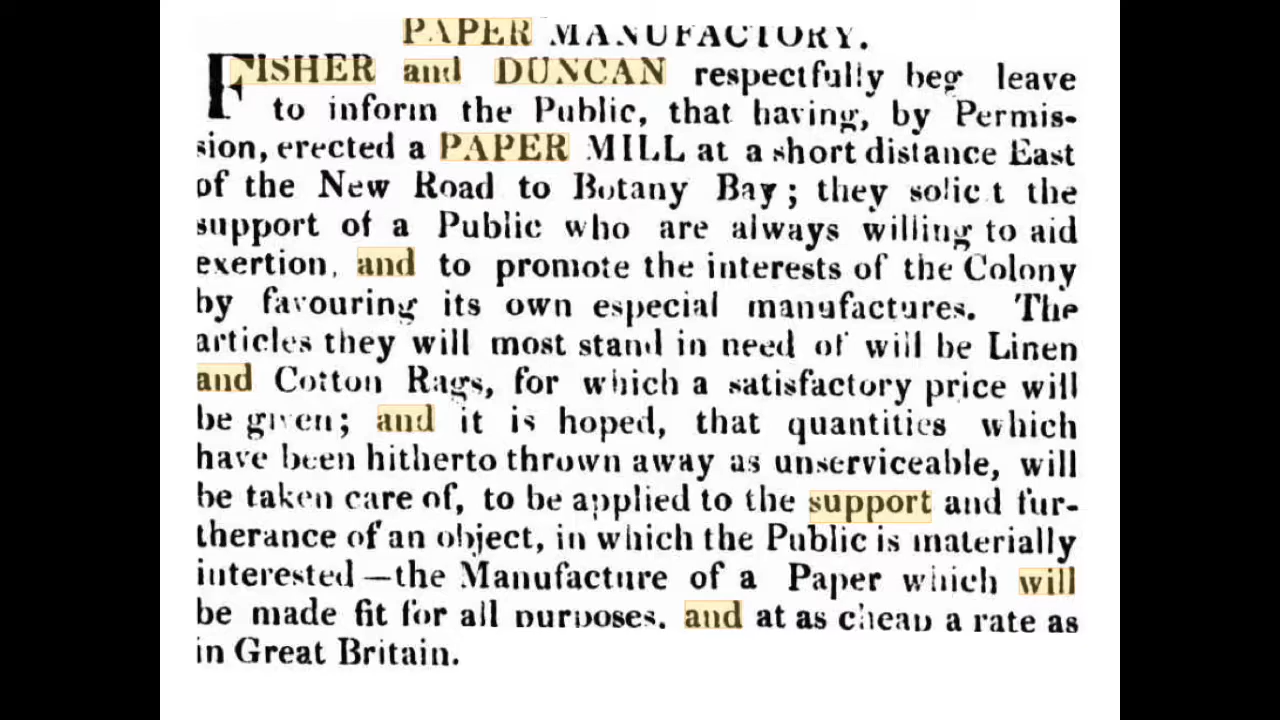 PAPER MANUFACTORY.
FISHER and DUNCAN respectfully beg leave
to inform the Public, that having, by Permis-
sion, erected a PAPER MILL at a short distance East
of the New Road to Botany Bay; they solic t the
support of a Public who are always willing to aid
exertion, and to promote the interests of the Colony
by favouring its own especial manufactures. The
articles they will most stand in need of will be Linen
and Cotton Rags, for which a satisfactory price will
be given; and it is hoped, that quantities which
have been hitherto thrown away as unserviceable, will
be taken care of, to be applied to the support and fur-
therance of an object, in which the Public is materially
interested—the Manufacture of a Paper which will
be made fit for all purposes, and at as cheap a rate as
in Great Britain.